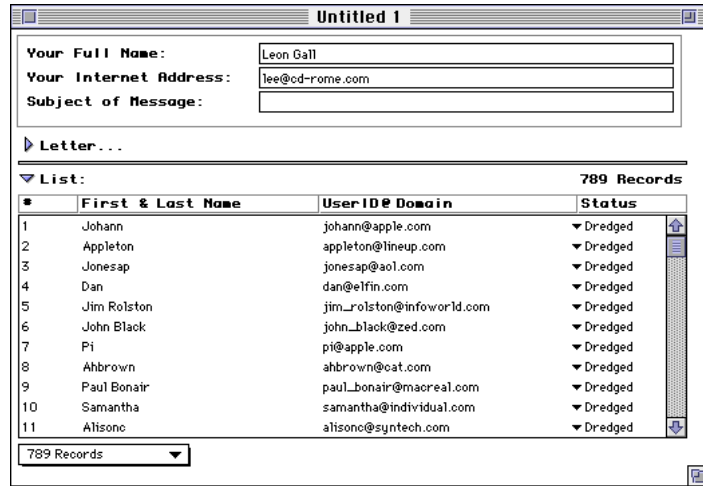 Untitled 1
Your Full Name: Leon Gall
Your Internet Address: lee@cd-rome.com
Subject of Message:
Letter...
List: 789 Records
# First & Last Name UserID@Domain Status
1 Johann johann@apple.com Dredged
2 Appleton appleton@lineup.com Dredged
3 Jonesap jonesap@aol.com Dredged
4 Dan dan@elfin.com Dredged
5 Jim Rolston jim_rolston@infoworld.com Dredged
6 John Black john_black@zed.com Dredged
7 Pi pi@apple.com Dredged
8 Ahbrown ahbrown@cat.com Dredged
9 Paul Bonair paul_bonair@macreal.com Dredged
10 Samantha samantha@individual.com Dredged
11 Alisonc alisonc@syntech.com Dredged
789 Records